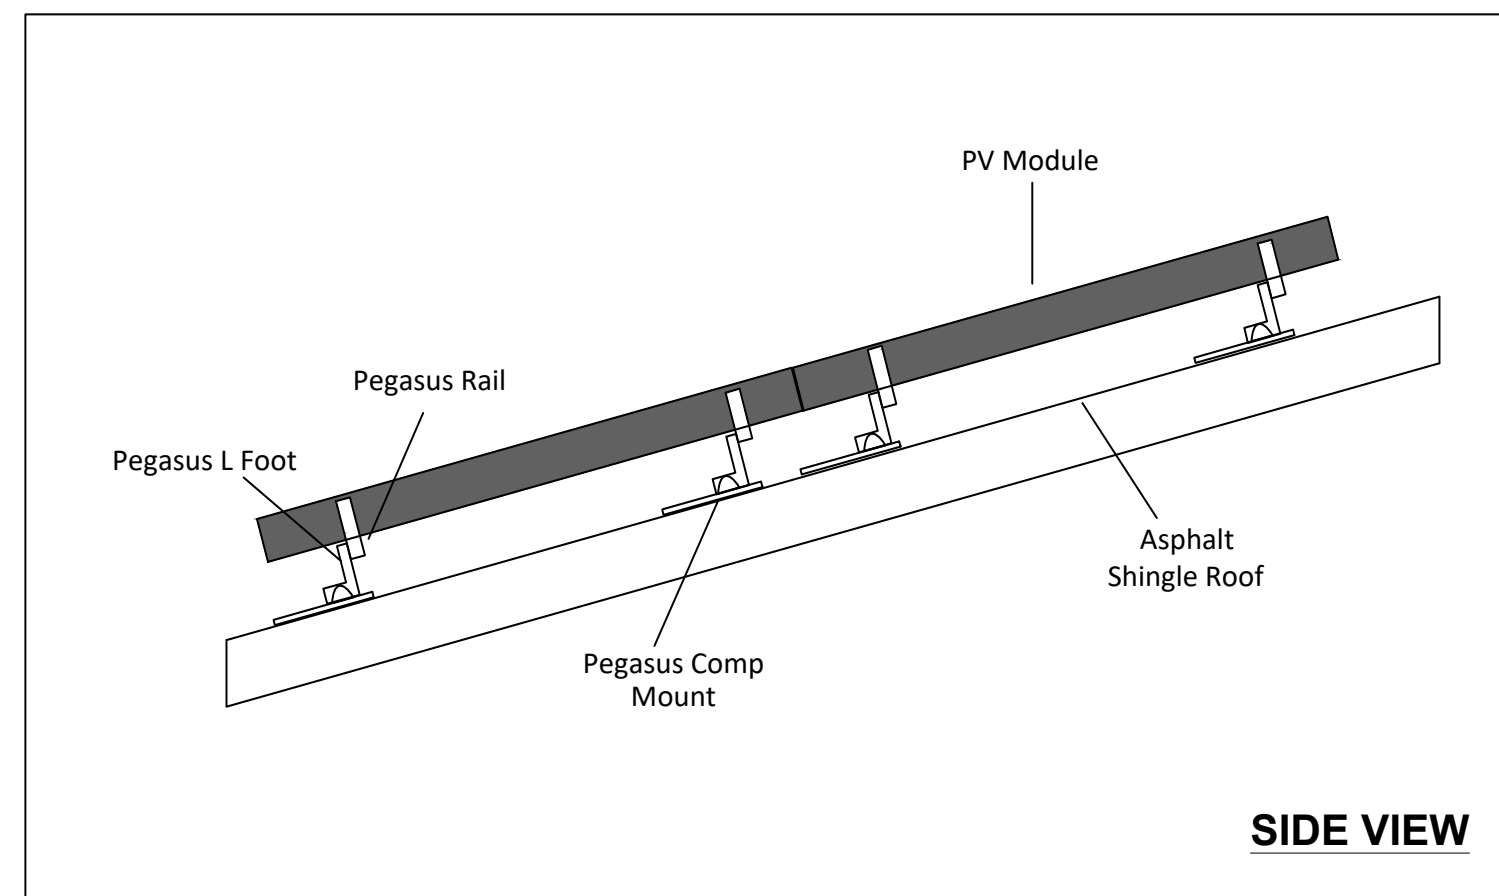 PV Module
Pegasus Rail
Pegasus L Foot
Asphalt
Shingle Roof
Pegasus Comp
Mount
SIDE VIEW